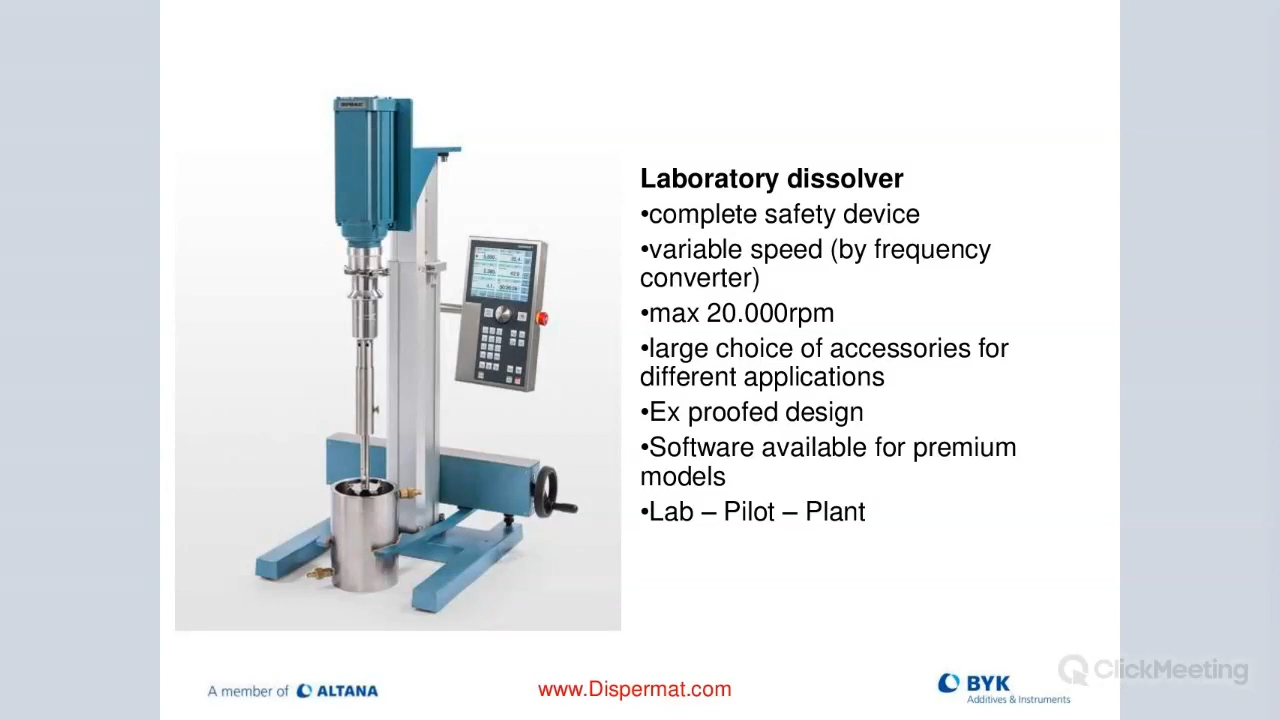 DISPERMAT
Laboratory dissolver
•complete safety device
•variable speed (by frequency
converter)
•max 20.000rpm
•large choice of accessories for
different applications
•Ex proofed design
•Software available for premium
models
•Lab – Pilot – Plant
A member of ALTANA
www.Dispermat.com
BYK
Additives & Instruments
ClickMeeting